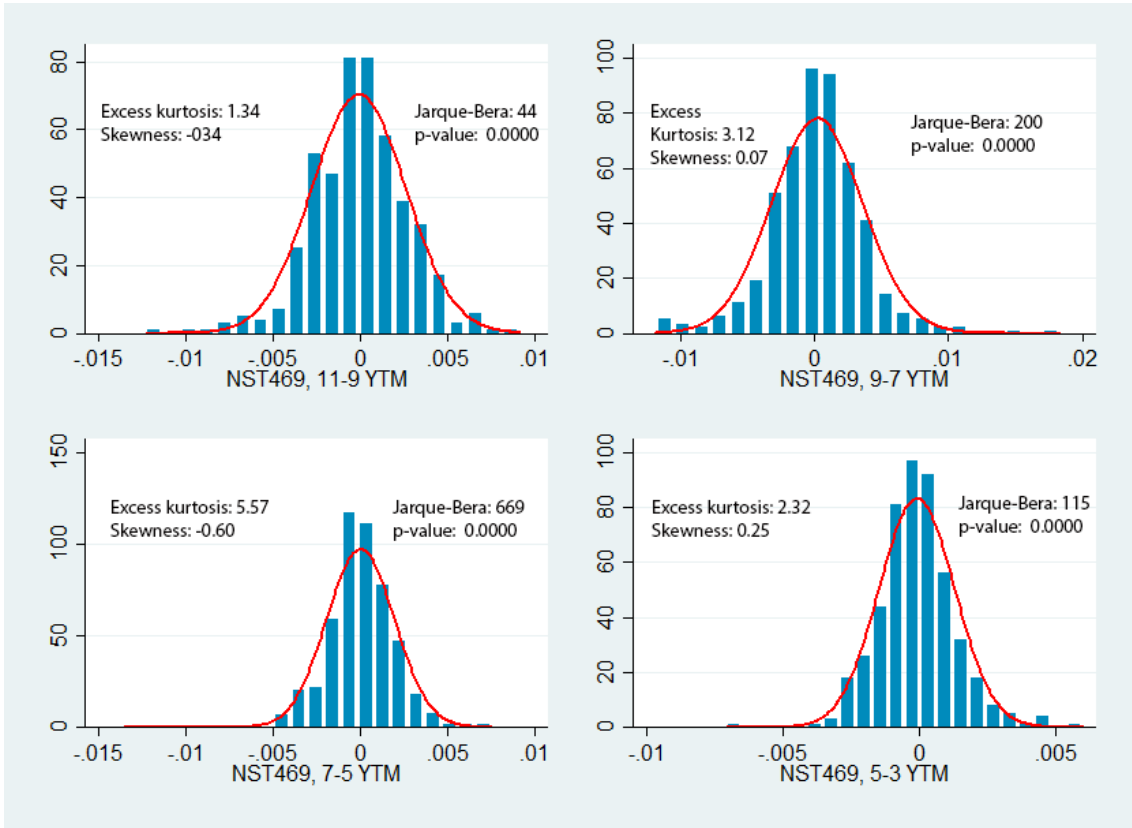 Excess kurtosis: 1.34
Skewness: -034
Jarque-Bera: 44
p-value: 0.0000
80
60
40
20
0
-.015
-.01
-.005
0
.005
.01
NST469, 11-9 YTM
Excess
Kurtosis: 3.12
Skewness: 0.07
Jarque-Bera: 200
p-value: 0.0000
100
80
60
40
20
0
-.01
0
.01
.02
NST469, 9-7 YTM
Excess kurtosis: 5.57
Skewness: -0.60
Jarque-Bera: 669
p-value: 0.0000
150
100
50
0
-.015
-.01
-.005
0
.005
.01
NST469, 7-5 YTM
Excess kurtosis: 2.32
Skewness: 0.25
Jarque-Bera: 115
p-value: 0.0000
100
80
60
40
20
0
-.01
-.005
0
.005
NST469, 5-3 YTM